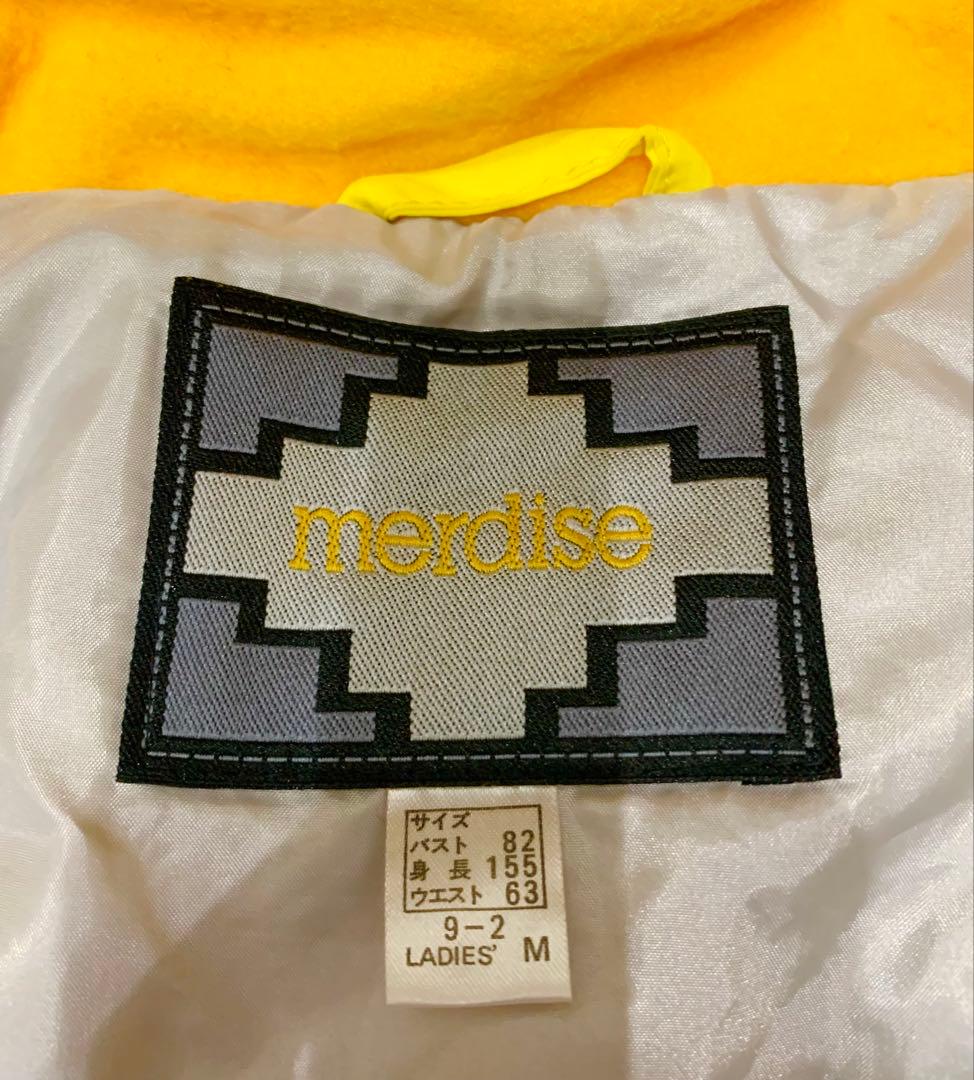 merdise
サイズ
バスト 82
身長 155
ウエスト 63
9-2
LADIES' M